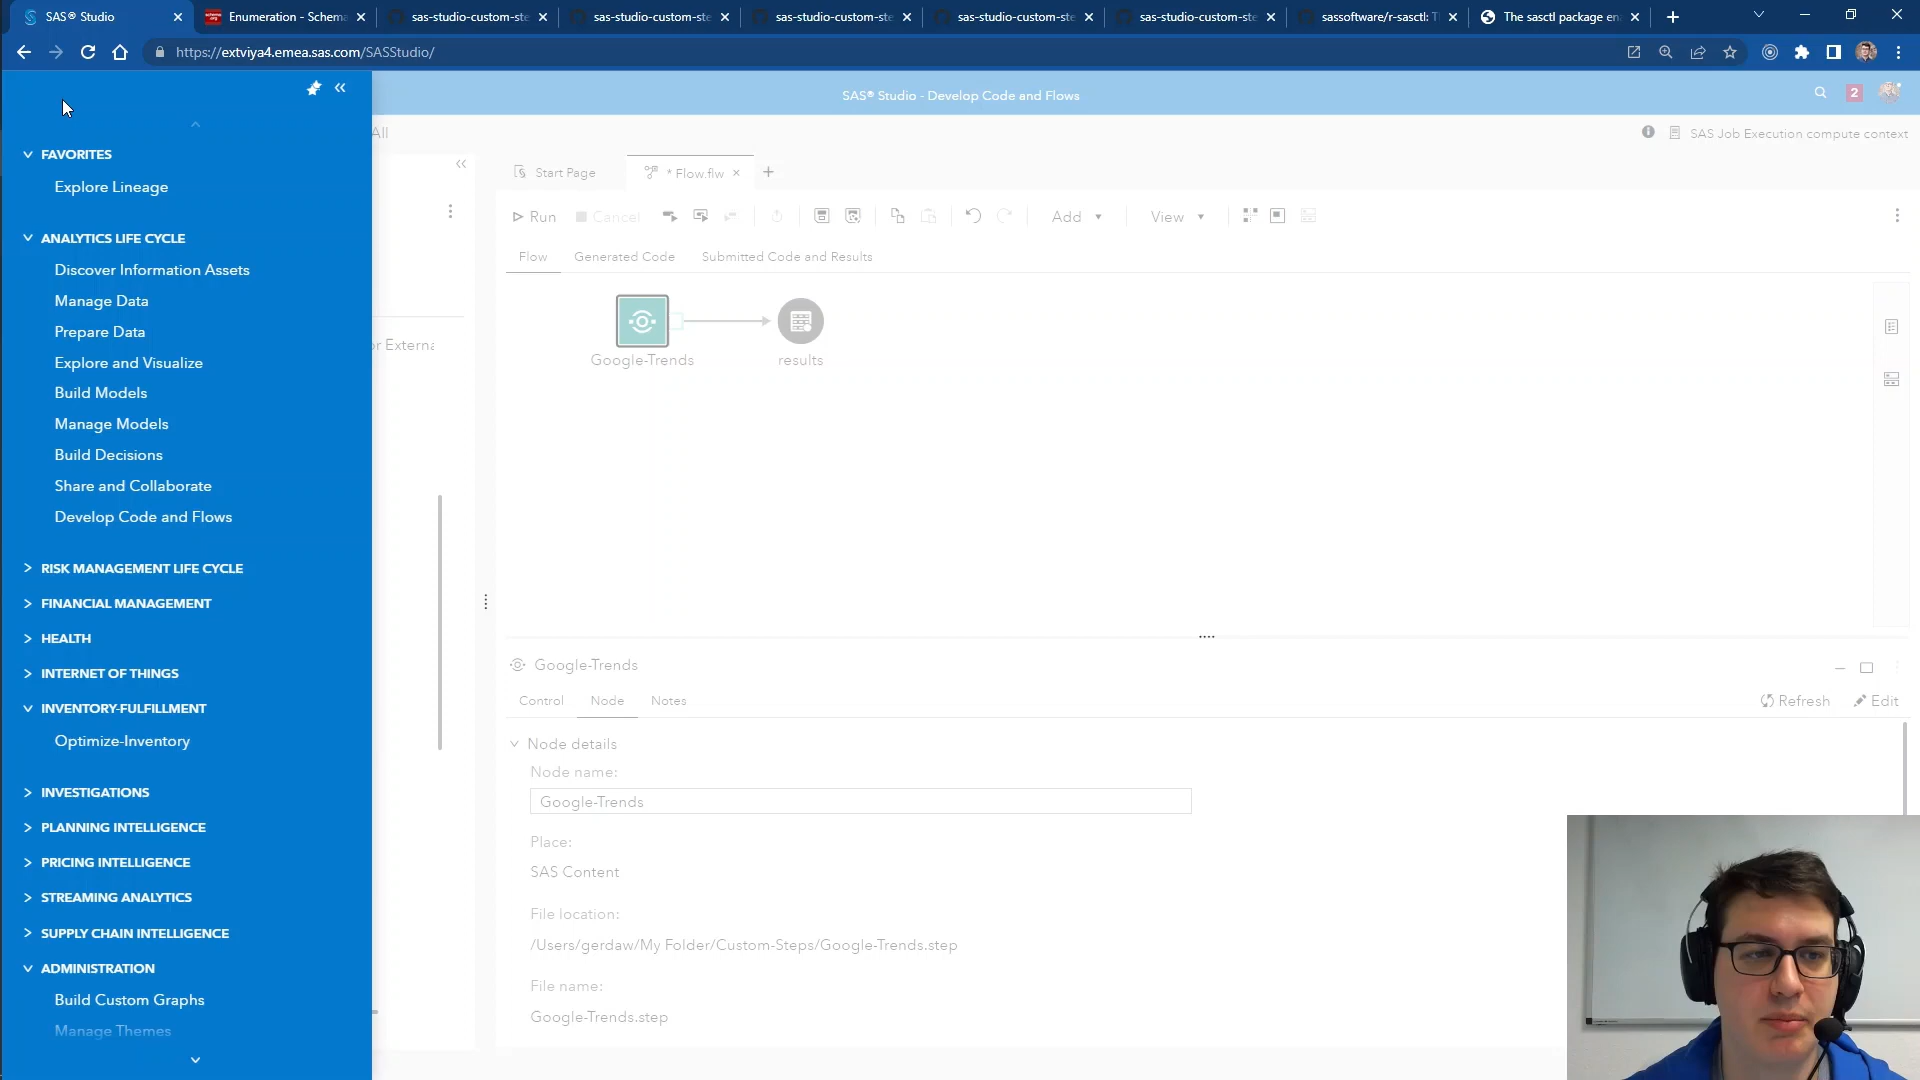 SAS® Studio
Enumeration - Schema
sas-studio-custom-ste
sas-studio-custom-ste
sas-studio-custom-ste
sas-studio-custom-ste
sas-studio-custom-ste
sassoftware/r-sasctl: T
The sasctl package en
https://extviya4.emea.sas.com/SASStudio/
SAS® Studio - Develop Code and Flows
2
All
SAS Job Execution compute context
FAVORITES
Explore Lineage
ANALYTICS LIFE CYCLE
Discover Information Assets
Manage Data
Prepare Data
Explore and Visualize
Build Models
Manage Models
Build Decisions
Share and Collaborate
Develop Code and Flows
RISK MANAGEMENT LIFE CYCLE
FINANCIAL MANAGEMENT
HEALTH
INTERNET OF THINGS
INVENTORY-FULFILLMENT
Optimize-Inventory
INVESTIGATIONS
PLANNING INTELLIGENCE
PRICING INTELLIGENCE
STREAMING ANALYTICS
SUPPLY CHAIN INTELLIGENCE
ADMINISTRATION
Build Custom Graphs
Manage Themes
or Externa
Start Page
* Flow.flw
Run
Cancel
Add
View
Flow
Generated Code
Submitted Code and Results
Google-Trends
results
Google-Trends
Control
Node
Notes
Refresh
Edit
Node details
Node name:
Google-Trends
Place:
SAS Content
File location:
/Users/gerdaw/My Folder/Custom-Steps/Google-Trends.step
File name:
Google-Trends.step